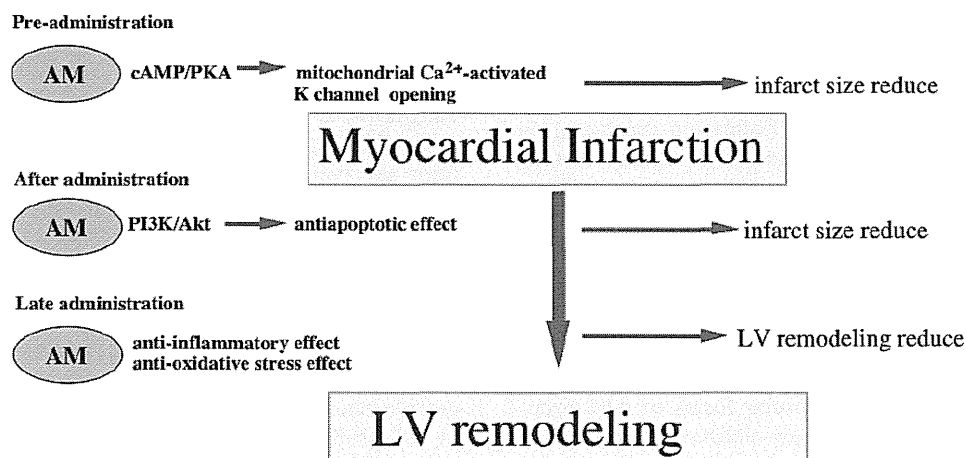 Pre-administration
AM cAMP/PKA mitochondrial Ca²⁺-activated
K channel opening
infarct size reduce
Myocardial Infarction
After administration
AM PI3K/Akt antiapoptotic effect
infarct size reduce
Late administration
AM anti-inflammatory effect
anti-oxidative stress effect
LV remodeling reduce
LV remodeling